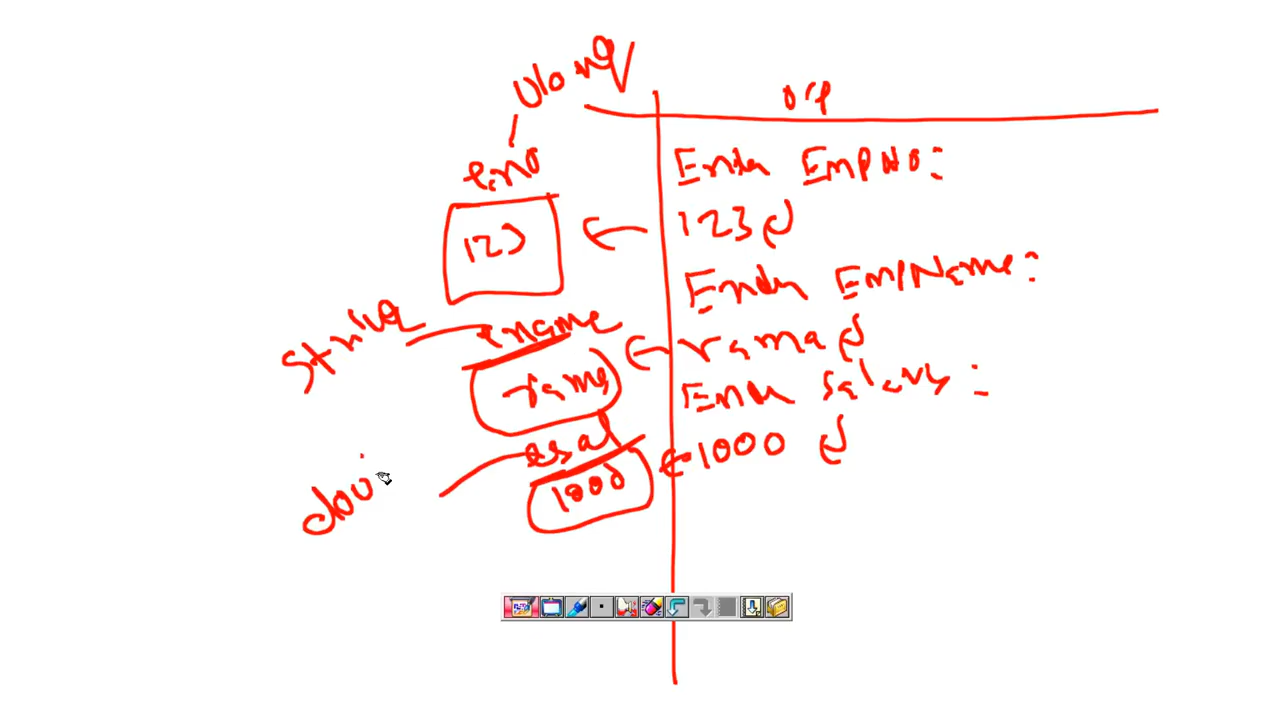 ulong
eno
123
String
ename
rama
esal
1000
dou
o/p
Enter EmpNo:
123
Enter EmpName:
rama
Enter salary:
1000